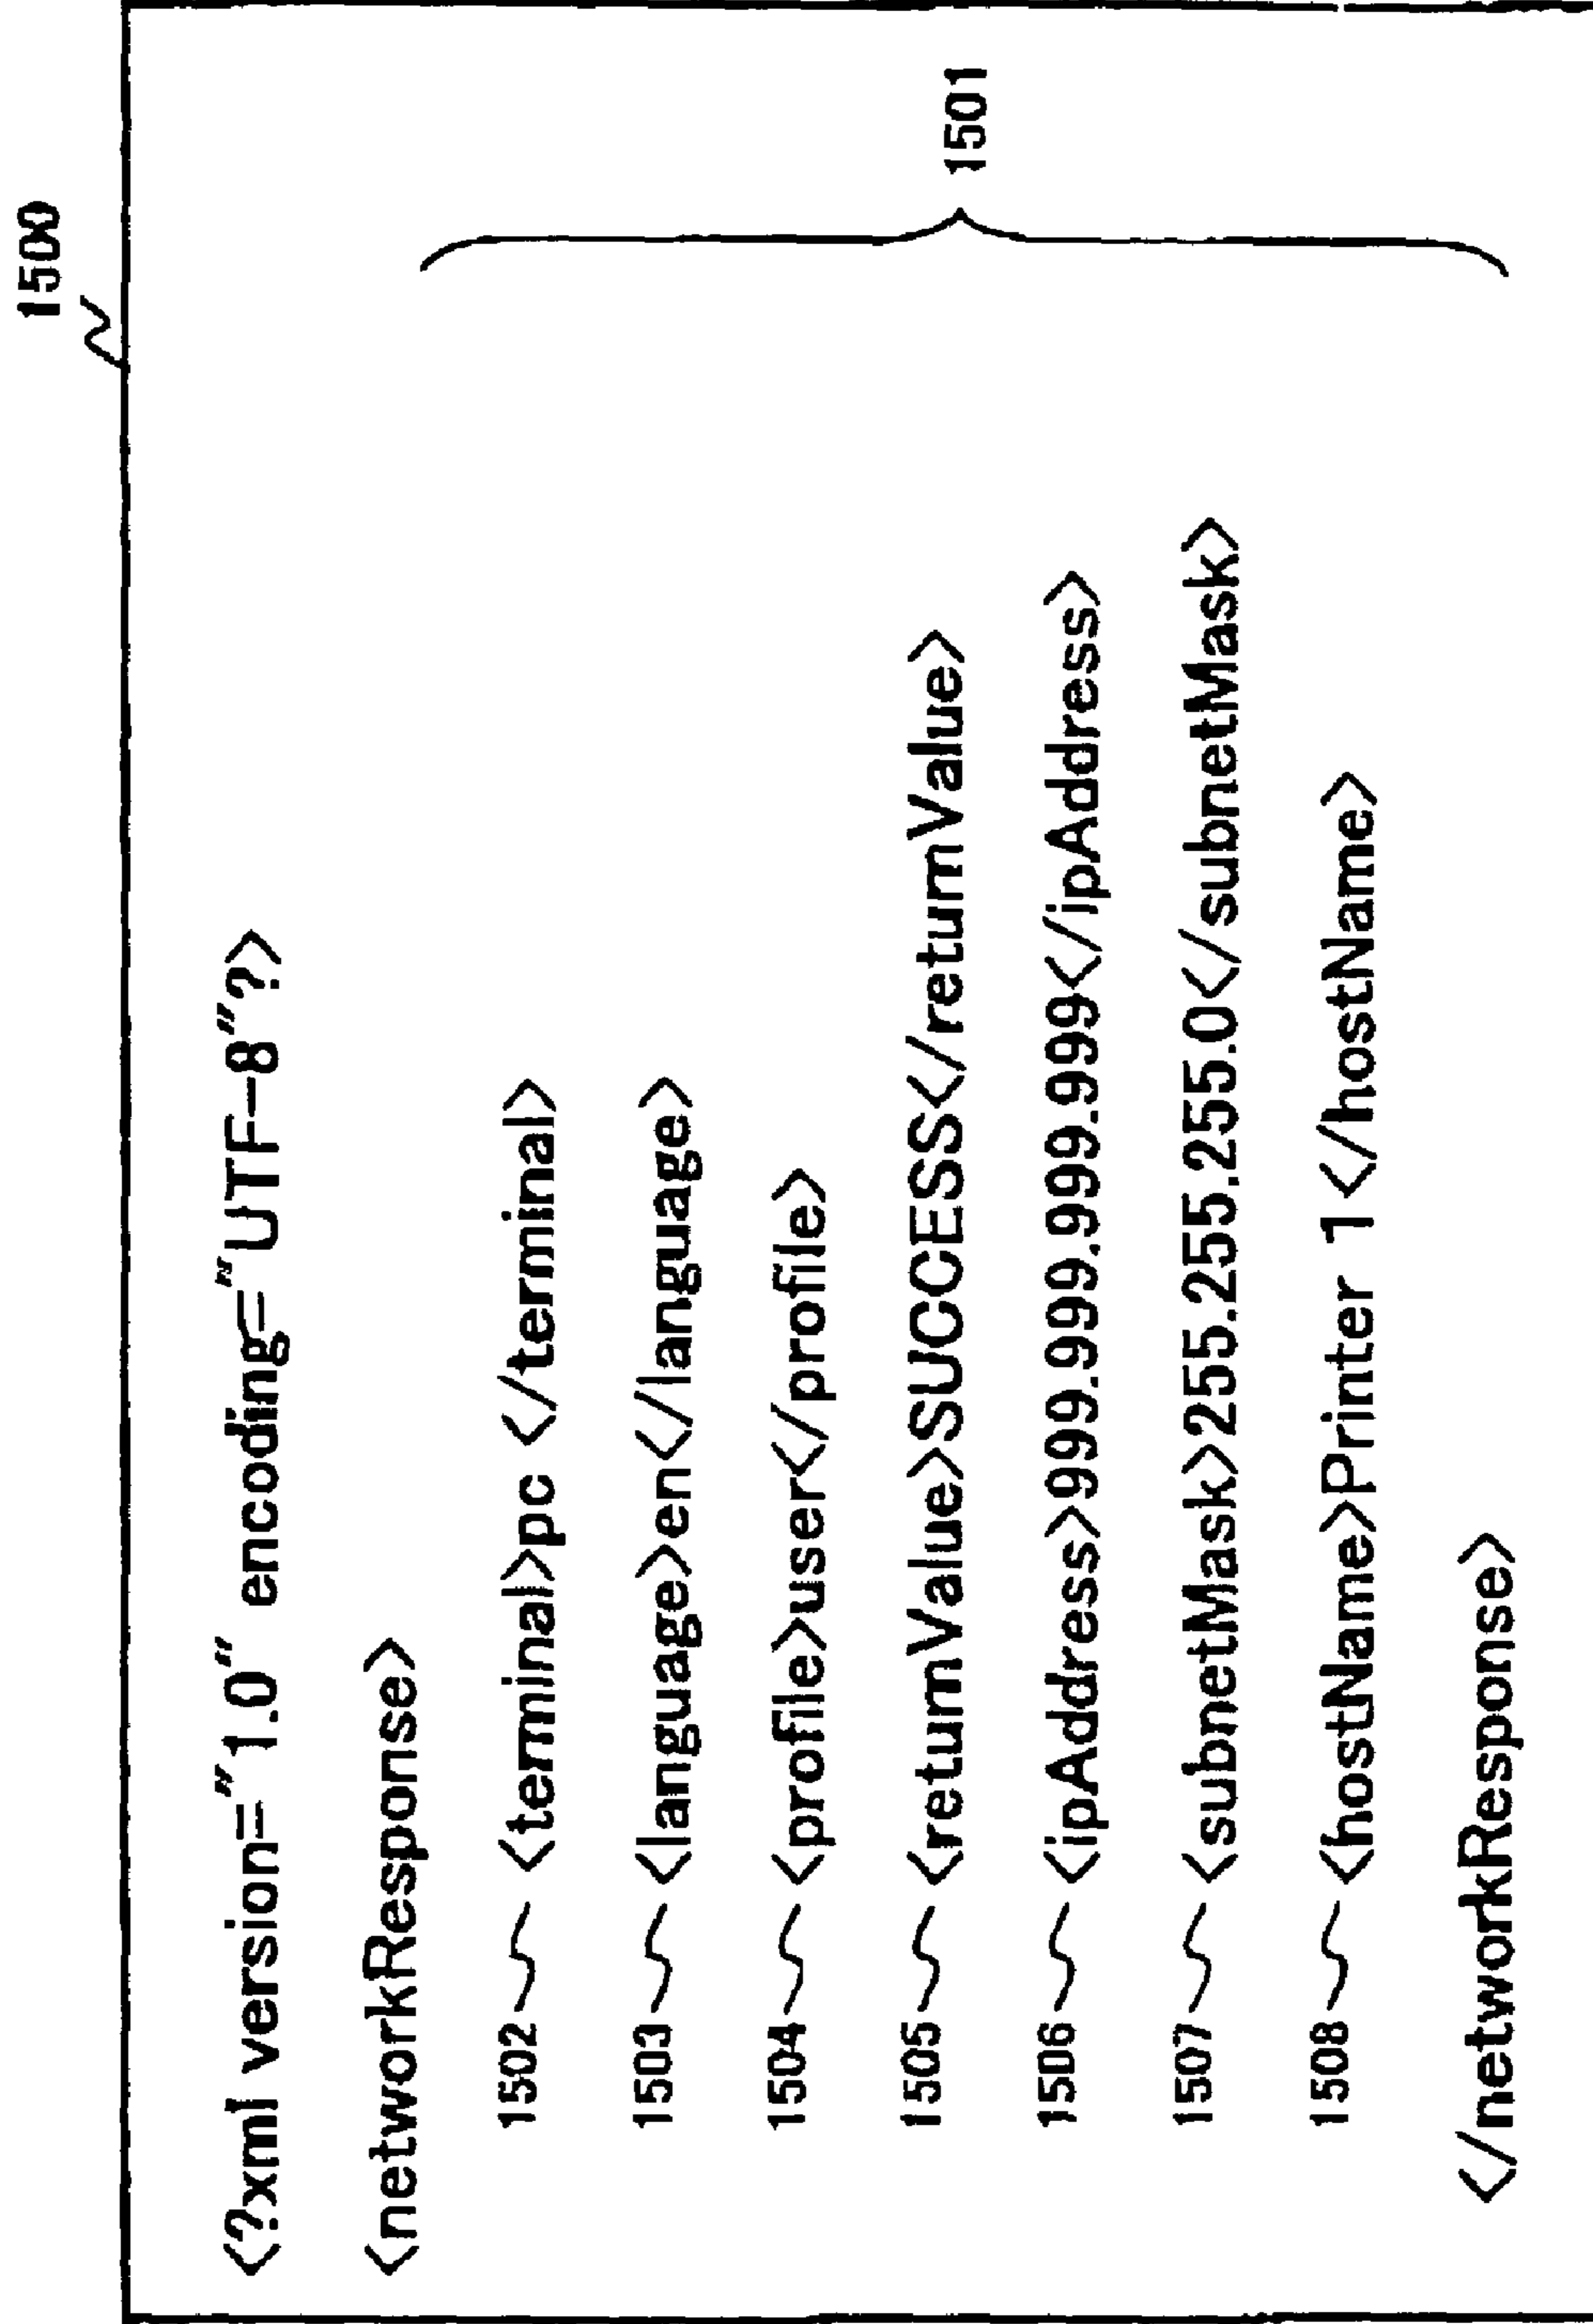 1500
<?xml version="1.0" encoding="UTF-8"?>
<networkResponse>
1502 <terminal>pc </terminal>
1503 <language>en</language>
1504 <profile>user</profile>
1505 <returnValue>SUCCESS</returnValue>
1506 <ipAddress>999.999.999.999</ipAddress>
1507 <subnetMask>255.255.255.0</subnetMask>
1508 <hostName>Printer 1</hostName>
</networkResponse>
1501